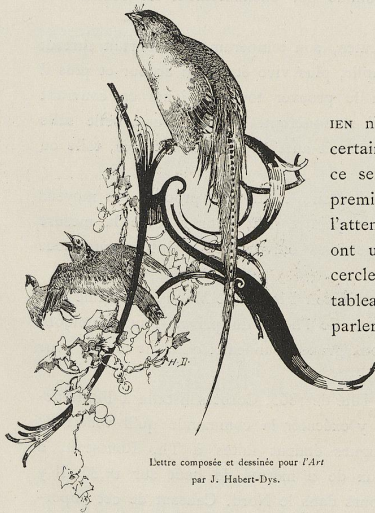 R
IEN n
certain
ce se
premi
l'atten
ont u
cercle
tablea
parlen
H.D.
Lettre composée et dessinée pour l'Art
par J. Habert-Dys.